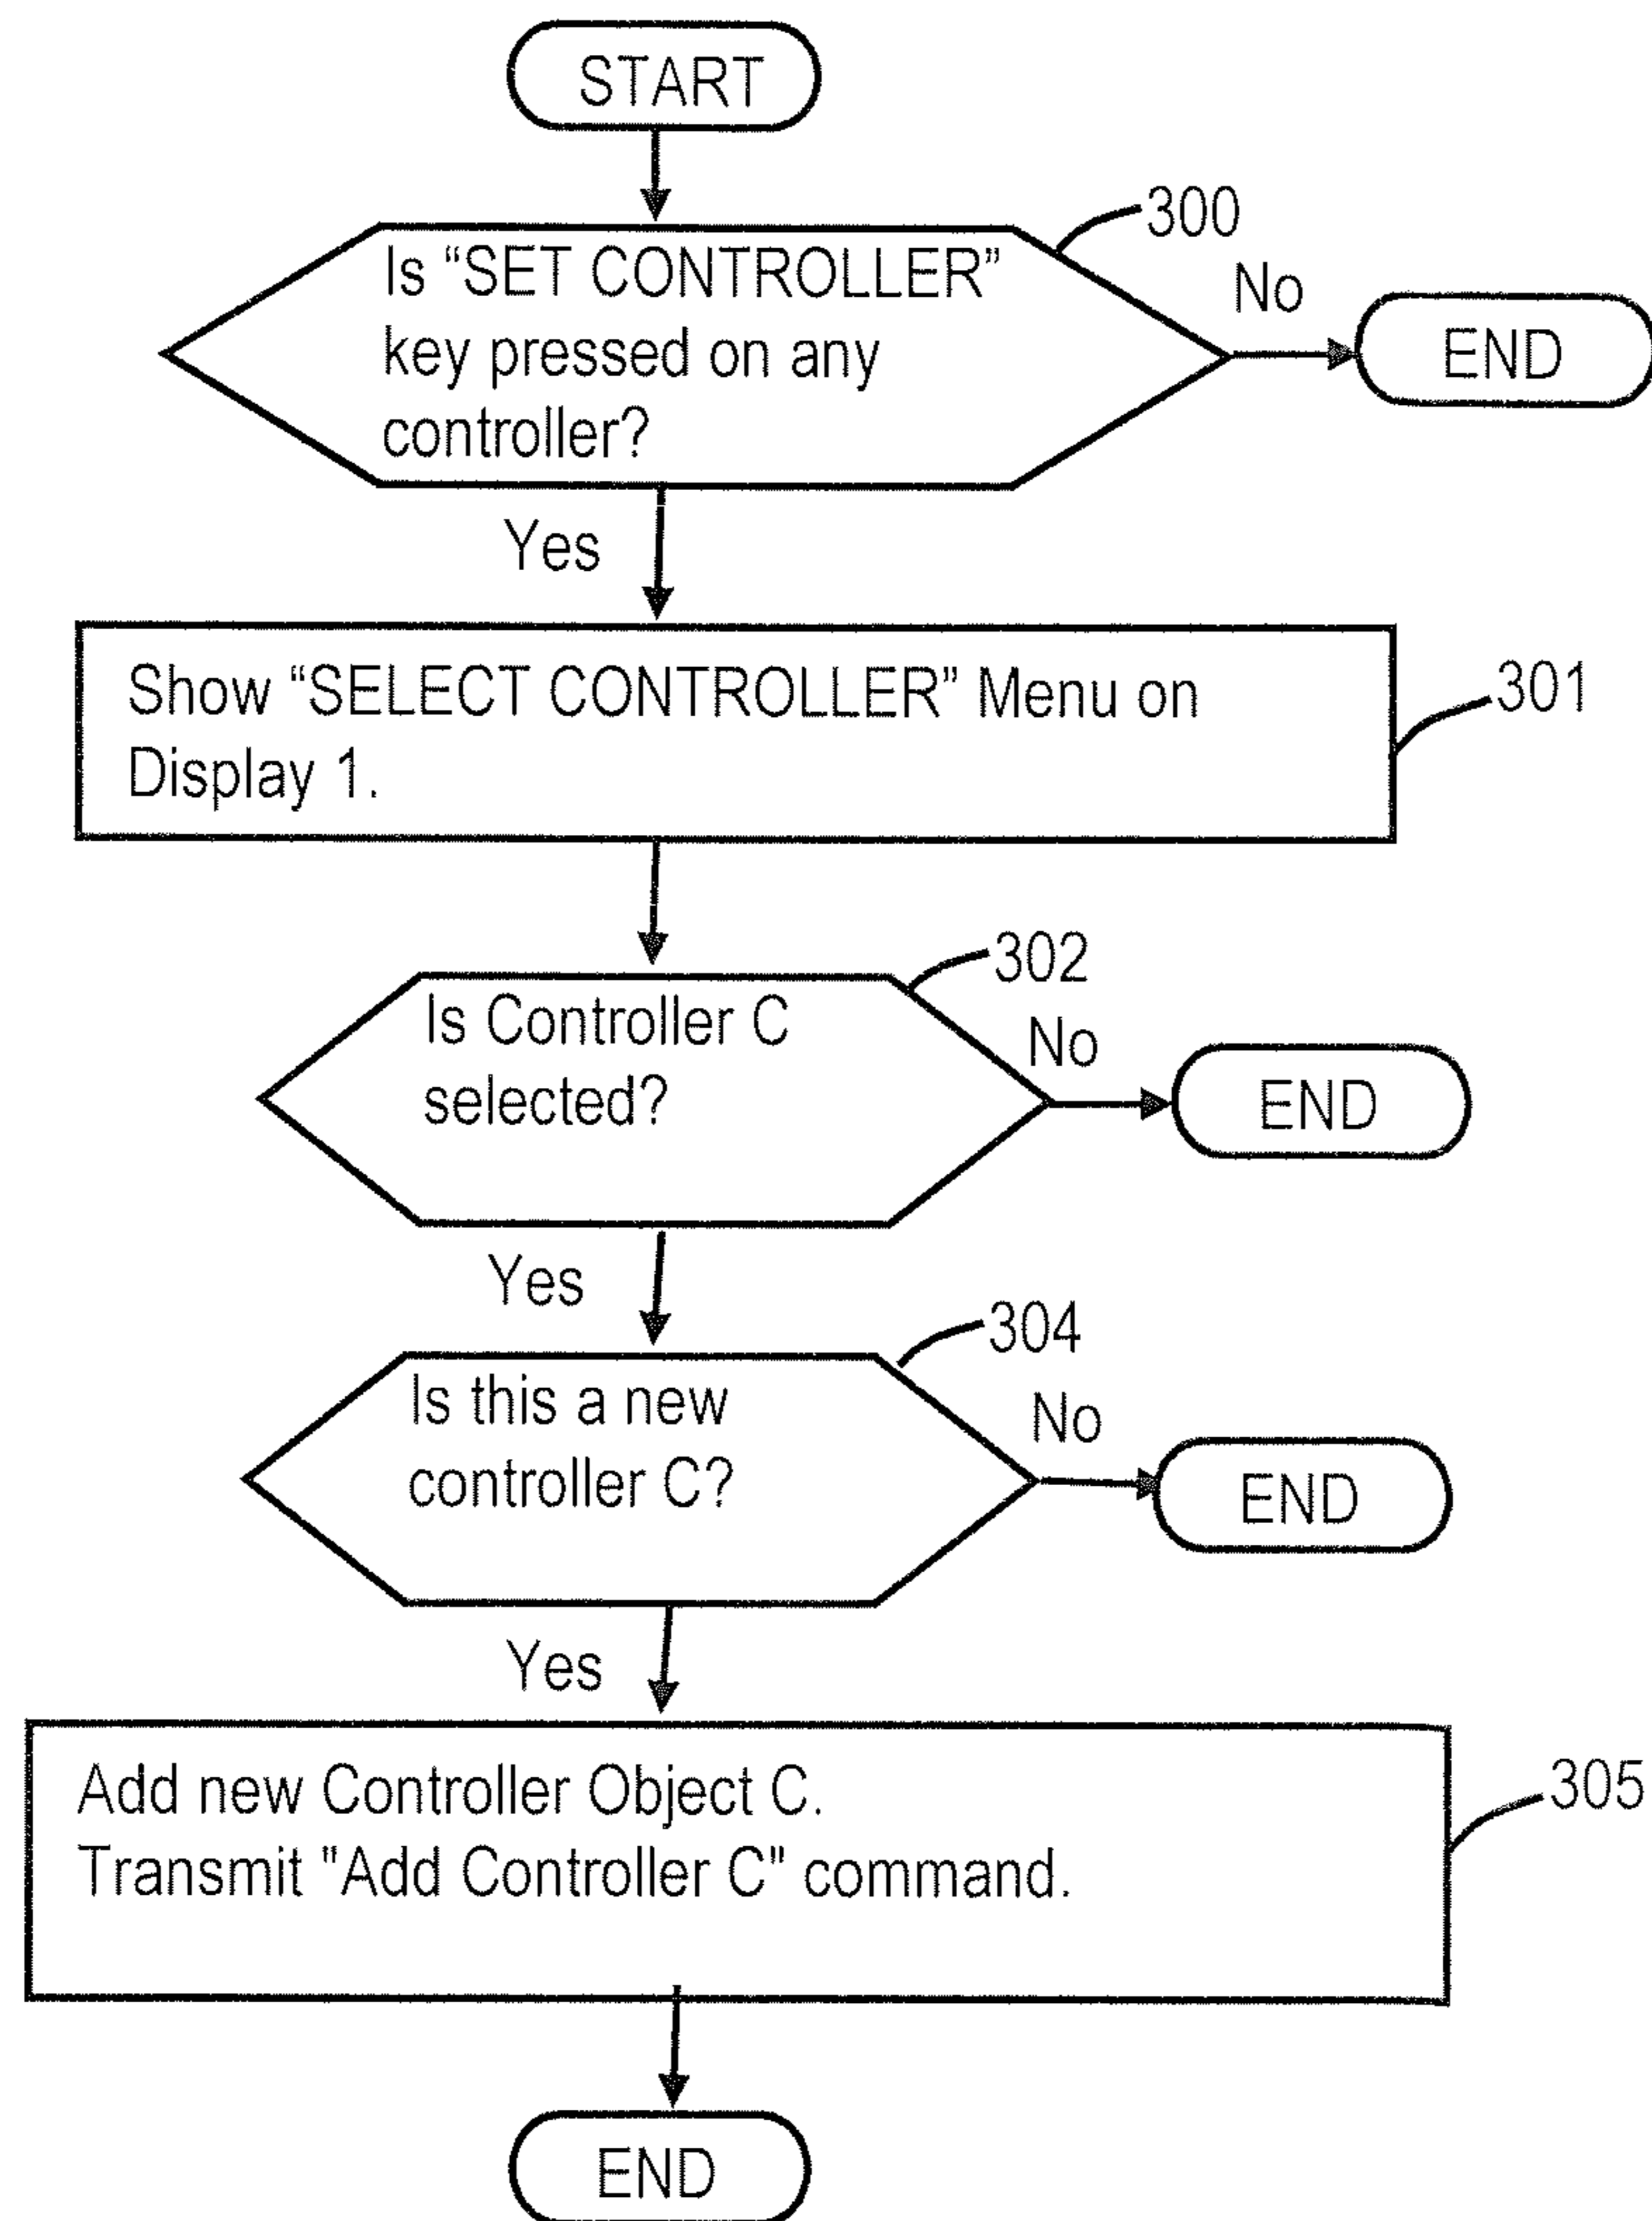 START
300
Is “SET CONTROLLER”
key pressed on any
controller?
No
END
Yes
Show “SELECT CONTROLLER” Menu on
Display 1.
301
302
Is Controller C
selected?
No
END
Yes
304
Is this a new
controller C?
No
END
Yes
Add new Controller Object C.
Transmit "Add Controller C" command.
305
END